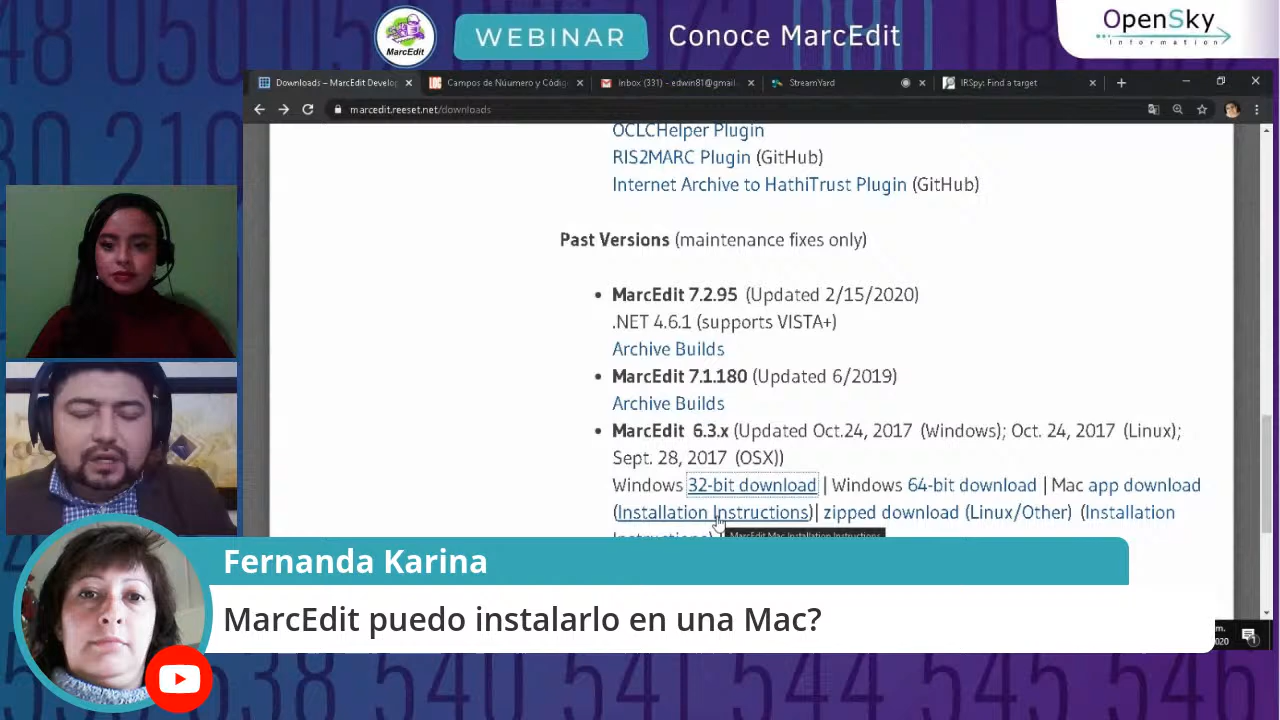 MarcEdit
WEBINAR
Conoce MarcEdit
OpenSky
Information
Downloads – MarcEdit Develop
Campos de Núumero y Códig
Inbox (331) - edwin81@gmail.
StreamYard
IRSpy: Find a target
marcedit.reeset.net/downloads
OCLCHelper Plugin
RIS2MARC Plugin (GitHub)
Internet Archive to HathiTrust Plugin (GitHub)
Past Versions (maintenance fixes only)
• MarcEdit 7.2.95 (Updated 2/15/2020)
.NET 4.6.1 (supports VISTA+)
Archive Builds
• MarcEdit 7.1.180 (Updated 6/2019)
Archive Builds
• MarcEdit 6.3.x (Updated Oct.24, 2017 (Windows); Oct. 24, 2017 (Linux);
Sept. 28, 2017 (OSX))
Windows 32-bit download | Windows 64-bit download | Mac app download
(Installation Instructions)| zipped download (Linux/Other) (Installation
MarcEdit Mac Installation Instructions
Fernanda Karina
MarcEdit puedo instalarlo en una Mac?